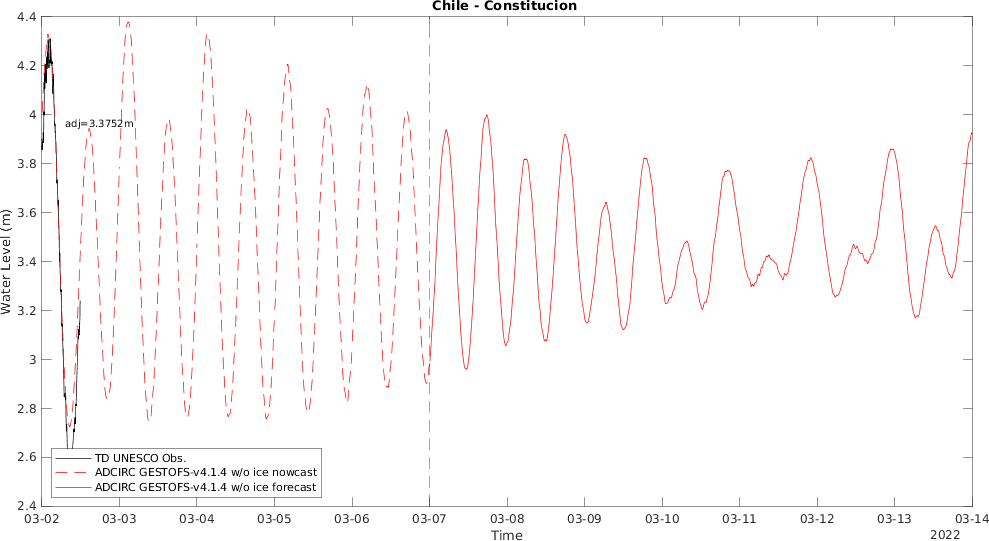 Chile - Constitucion
4.4
4.2
4
3.8
3.6
3.4
3.2
3
2.8
2.6
2.4
Water Level (m)
adj=3.3752m
TD UNESCO Obs.
ADCIRC GESTOFS-v4.1.4 w/o ice nowcast
ADCIRC GESTOFS-v4.1.4 w/o ice forecast
03-02 03-03 03-04 03-05 03-06 03-07 03-08 03-09 03-10 03-11 03-12 03-13 03-14
Time
2022